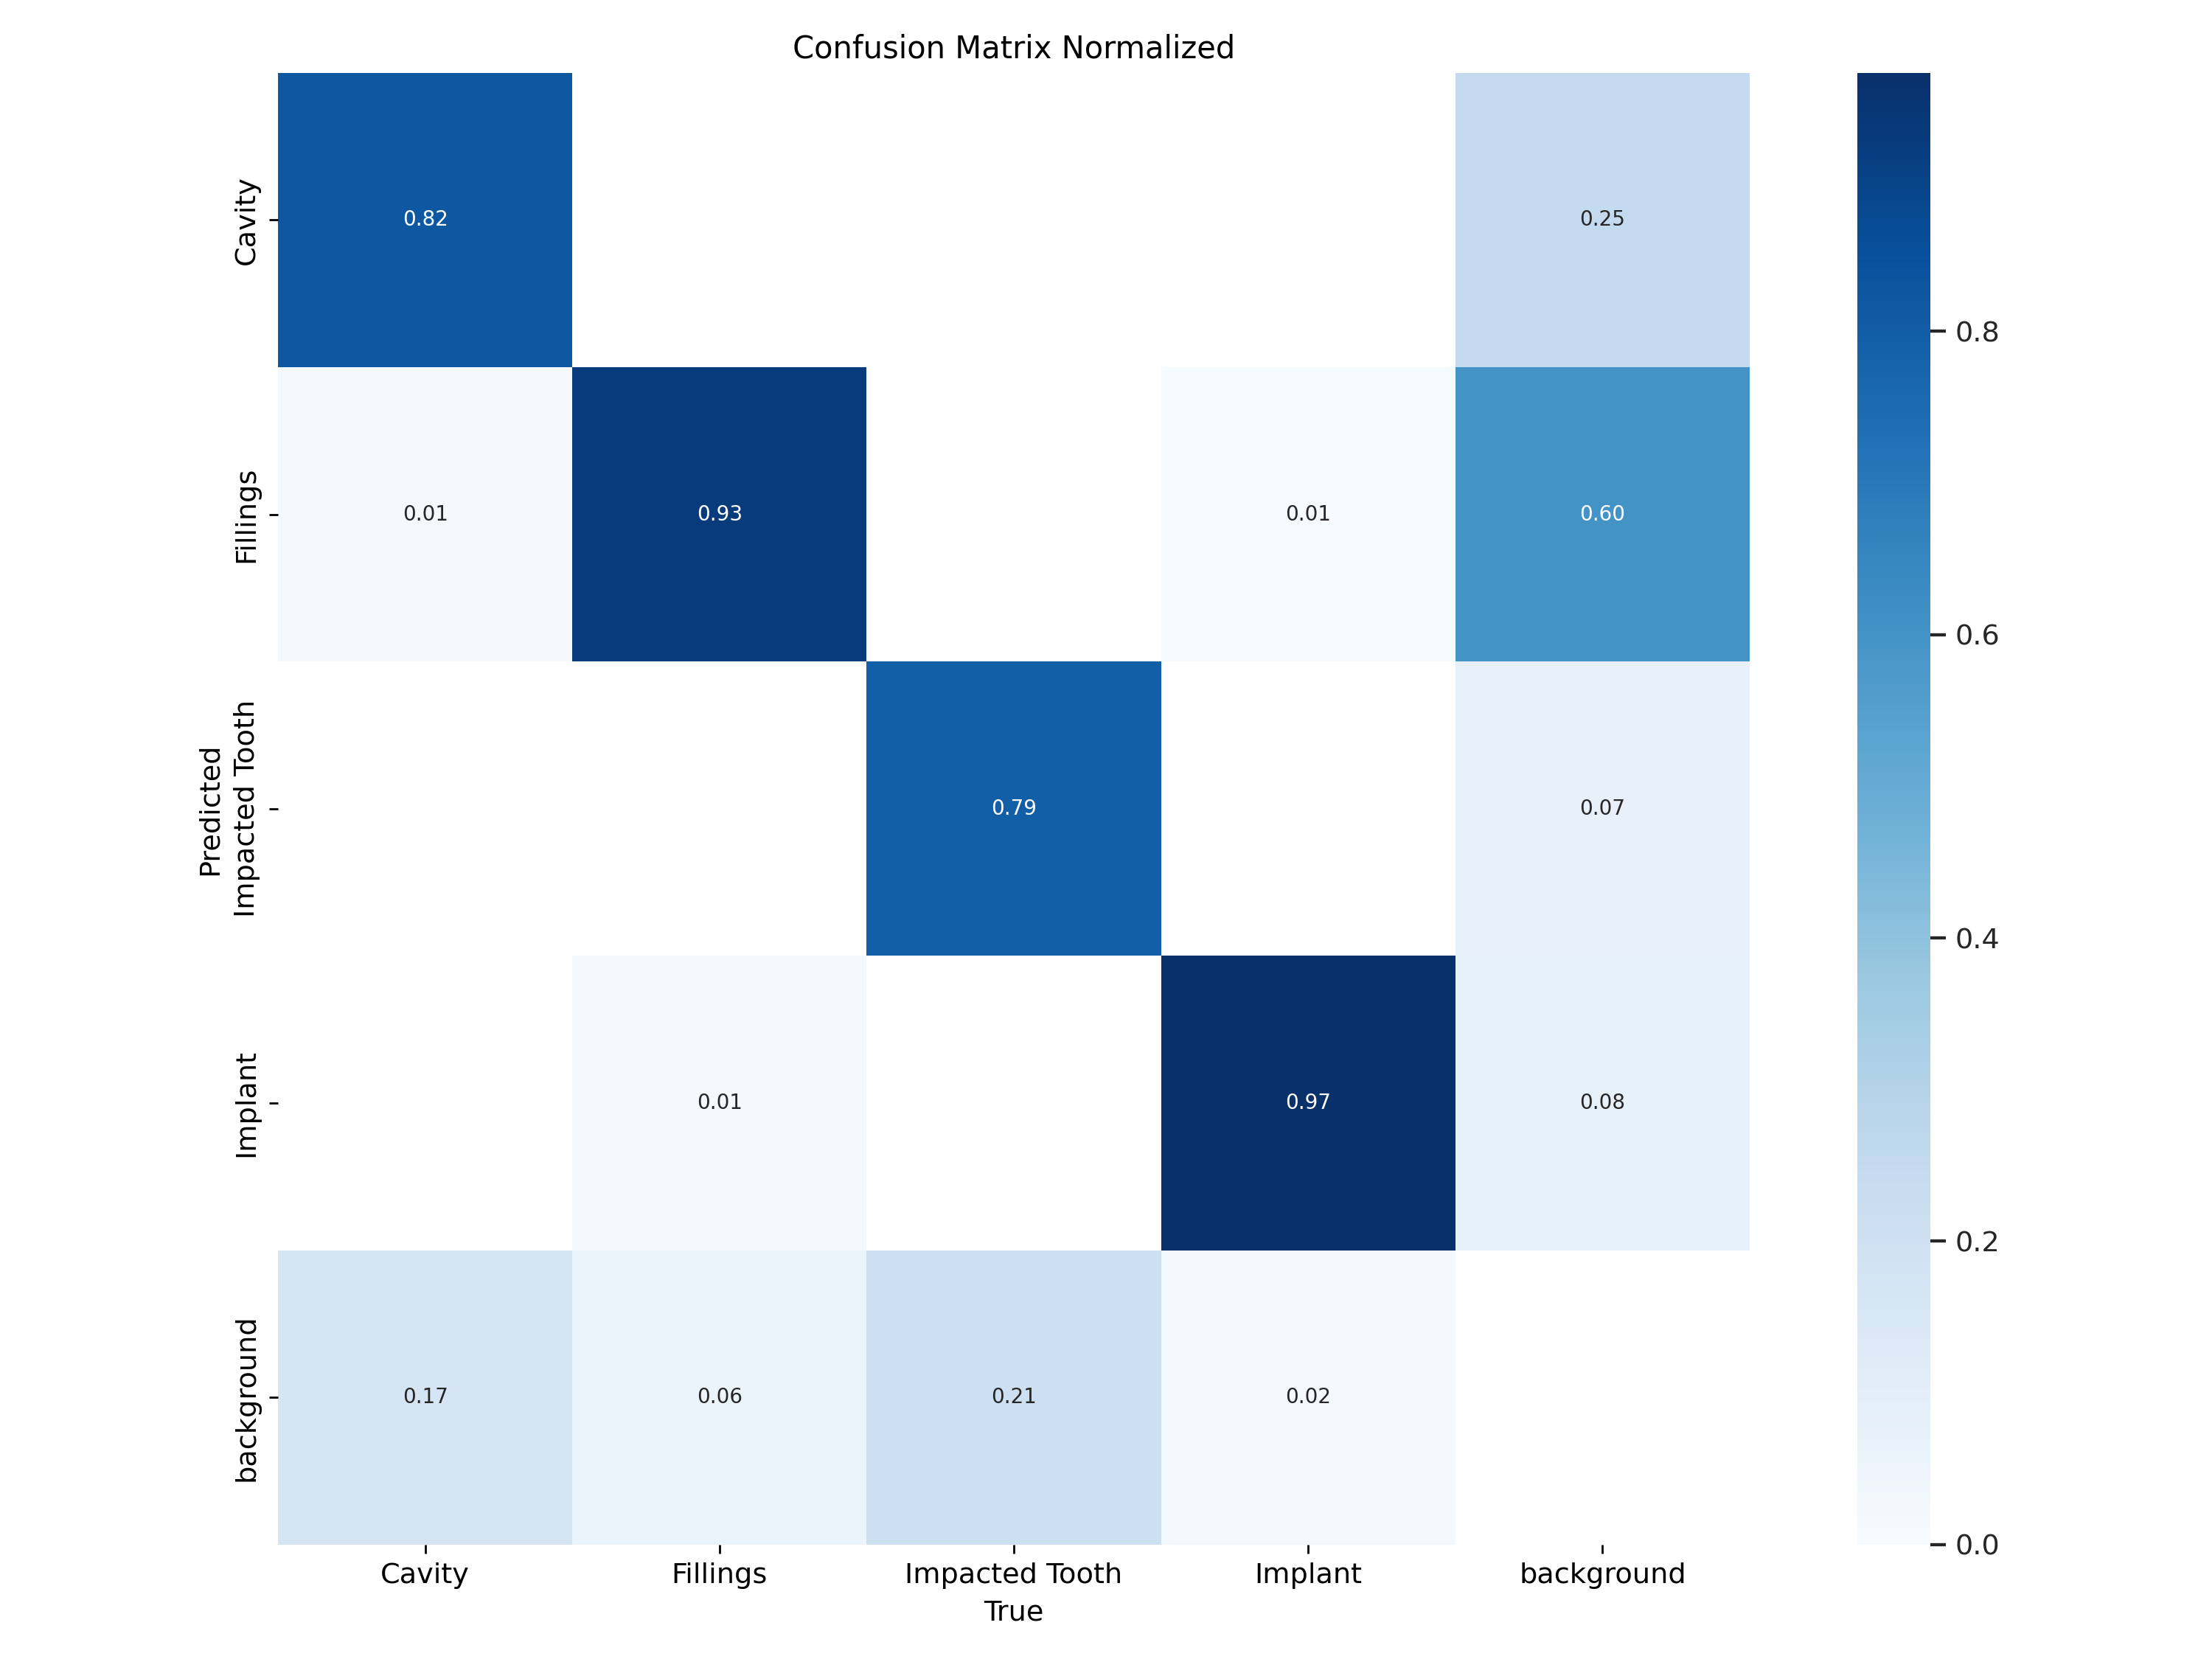 Confusion Matrix Normalized
Cavity
0.82
0.25
0.8
Fillings
0.01
0.93
0.01
0.60
0.6
Predicted
Impacted Tooth
0.79
0.07
0.4
Implant
0.01
0.97
0.08
0.2
background
0.17
0.06
0.21
0.02
0.0
Cavity
Fillings
Impacted Tooth
Implant
background
True